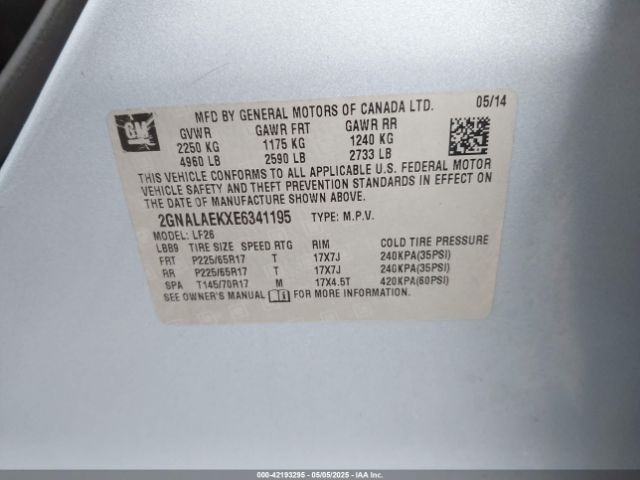 GM
MFD BY GENERAL MOTORS OF CANADA LTD. 05/14
GVWR GAWR FRT GAWR RR
2250 KG 1175 KG 1240 KG
4960 LB 2590 LB 2733 LB
THIS VEHICLE CONFORMS TO ALL APPLICABLE U.S. FEDERAL MOTOR
VEHICLE SAFETY AND THEFT PREVENTION STANDARDS IN EFFECT ON
THE DATE OF MANUFACTURE SHOWN ABOVE.
2GNALAEKXE6341195 TYPE: M.P.V.
MODEL: LF26
LBB9 TIRE SIZE SPEED RTG RIM COLD TIRE PRESSURE
FRT P225/65R17 T 17X7J 240KPA(35PSI)
RR P225/65R17 T 17X7J 240KPA(35PSI)
SPA T145/70R17 M 17X4.5T 420KPA(60PSI)
SEE OWNER'S MANUAL FOR MORE INFORMATION.
000-42193295 - 05/05/2025 - IAA Inc.